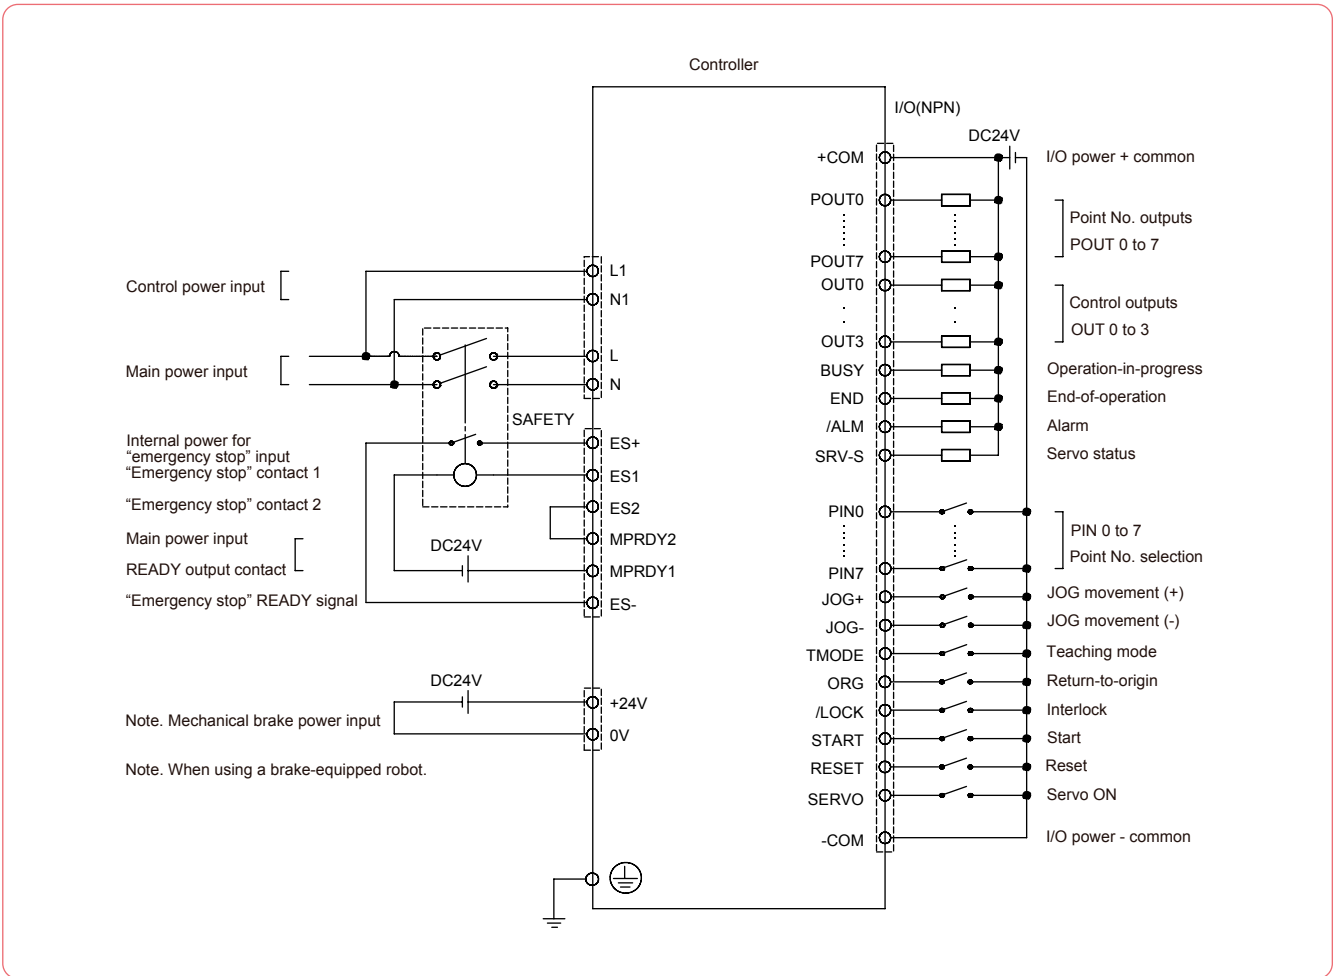 Controller
I/O(NPN)
DC24V
+COM
I/O power + common
POUT0
Point No. outputs
POUT 0 to 7
POUT7
OUT0
Control outputs
OUT 0 to 3
OUT3
BUSY
Operation-in-progress
END
End-of-operation
/ALM
Alarm
SRV-S
Servo status
PIN0
PIN 0 to 7
Point No. selection
PIN7
JOG+
JOG movement (+)
JOG-
JOG movement (-)
TMODE
Teaching mode
ORG
Return-to-origin
/LOCK
Interlock
START
Start
RESET
Reset
SERVO
Servo ON
-COM
I/O power - common
Control power input
L1
N1
Main power input
L
N
SAFETY
Internal power for
“emergency stop” input
ES+
“Emergency stop” contact 1
ES1
“Emergency stop” contact 2
ES2
Main power input
MPRDY2
DC24V
READY output contact
MPRDY1
“Emergency stop” READY signal
ES-
DC24V
+24V
Note. Mechanical brake power input
0V
Note. When using a brake-equipped robot.